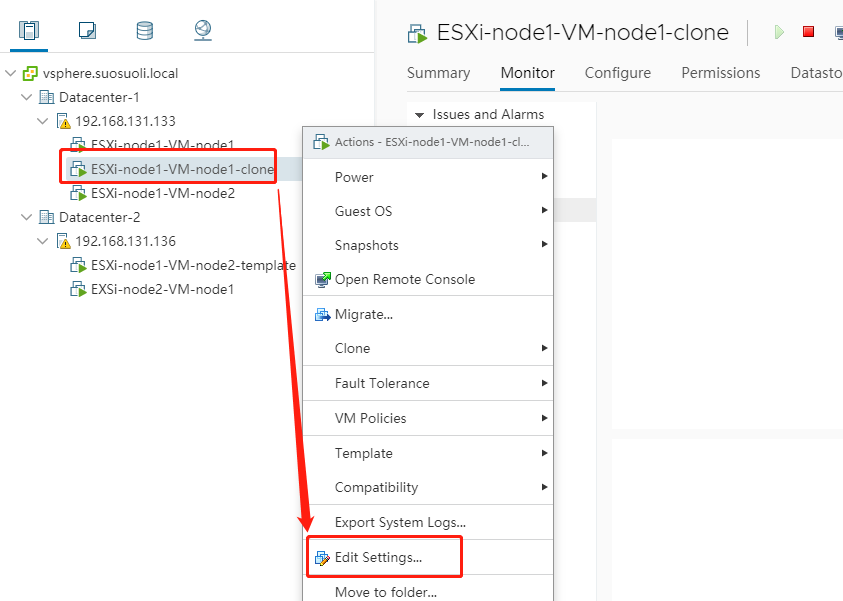 ESXi-node1-VM-node1-clone
Summary Monitor Configure Permissions Datasto
vsphere.suosuoli.local
Datacenter-1
192.168.131.133
ESXi-node1-VM-node1
ESXi-node1-VM-node1-clone
ESXi-node1-VM-node2
Datacenter-2
192.168.131.136
ESXi-node1-VM-node2-template
EXSi-node2-VM-node1
Issues and Alarms
Actions - ESXi-node1-VM-node1-cl...
Power
Guest OS
Snapshots
Open Remote Console
Migrate...
Clone
Fault Tolerance
VM Policies
Template
Compatibility
Export System Logs...
Edit Settings...
Move to folder...